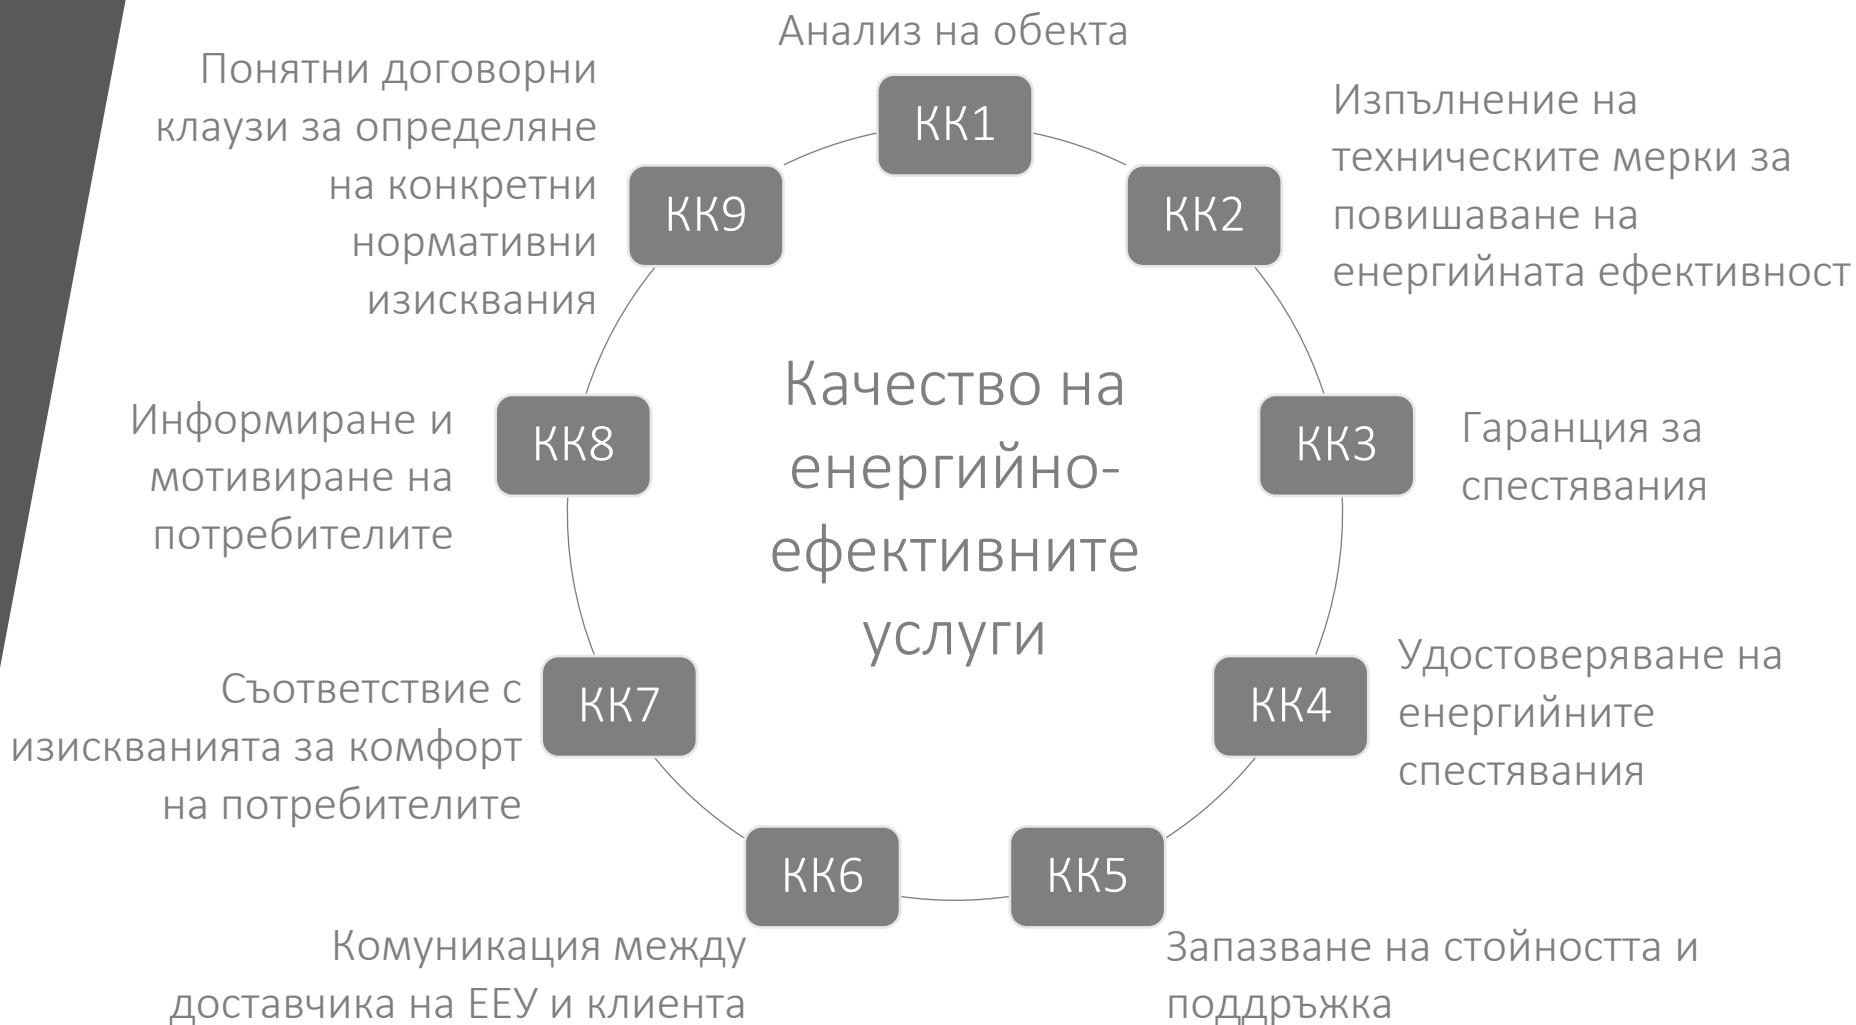 Анализ на обекта
КК1
Изпълнение на
техническите мерки за
повишаване на
енергийната ефективност
КК2
Гаранция за
спестявания
КК3
Удостоверяване на
енергийните
спестявания
КК4
Запазване на стойността и
поддръжка
КК5
Комуникация между
доставчика на ЕЕУ и клиента
КК6
Съответствие с
изискванията за комфорт
на потребителите
КК7
Информиране и
мотивиране на
потребителите
КК8
Понятни договорни
клаузи за определяне
на конкретни
нормативни
изисквания
КК9
Качество на
енергийно-
ефективните
услуги